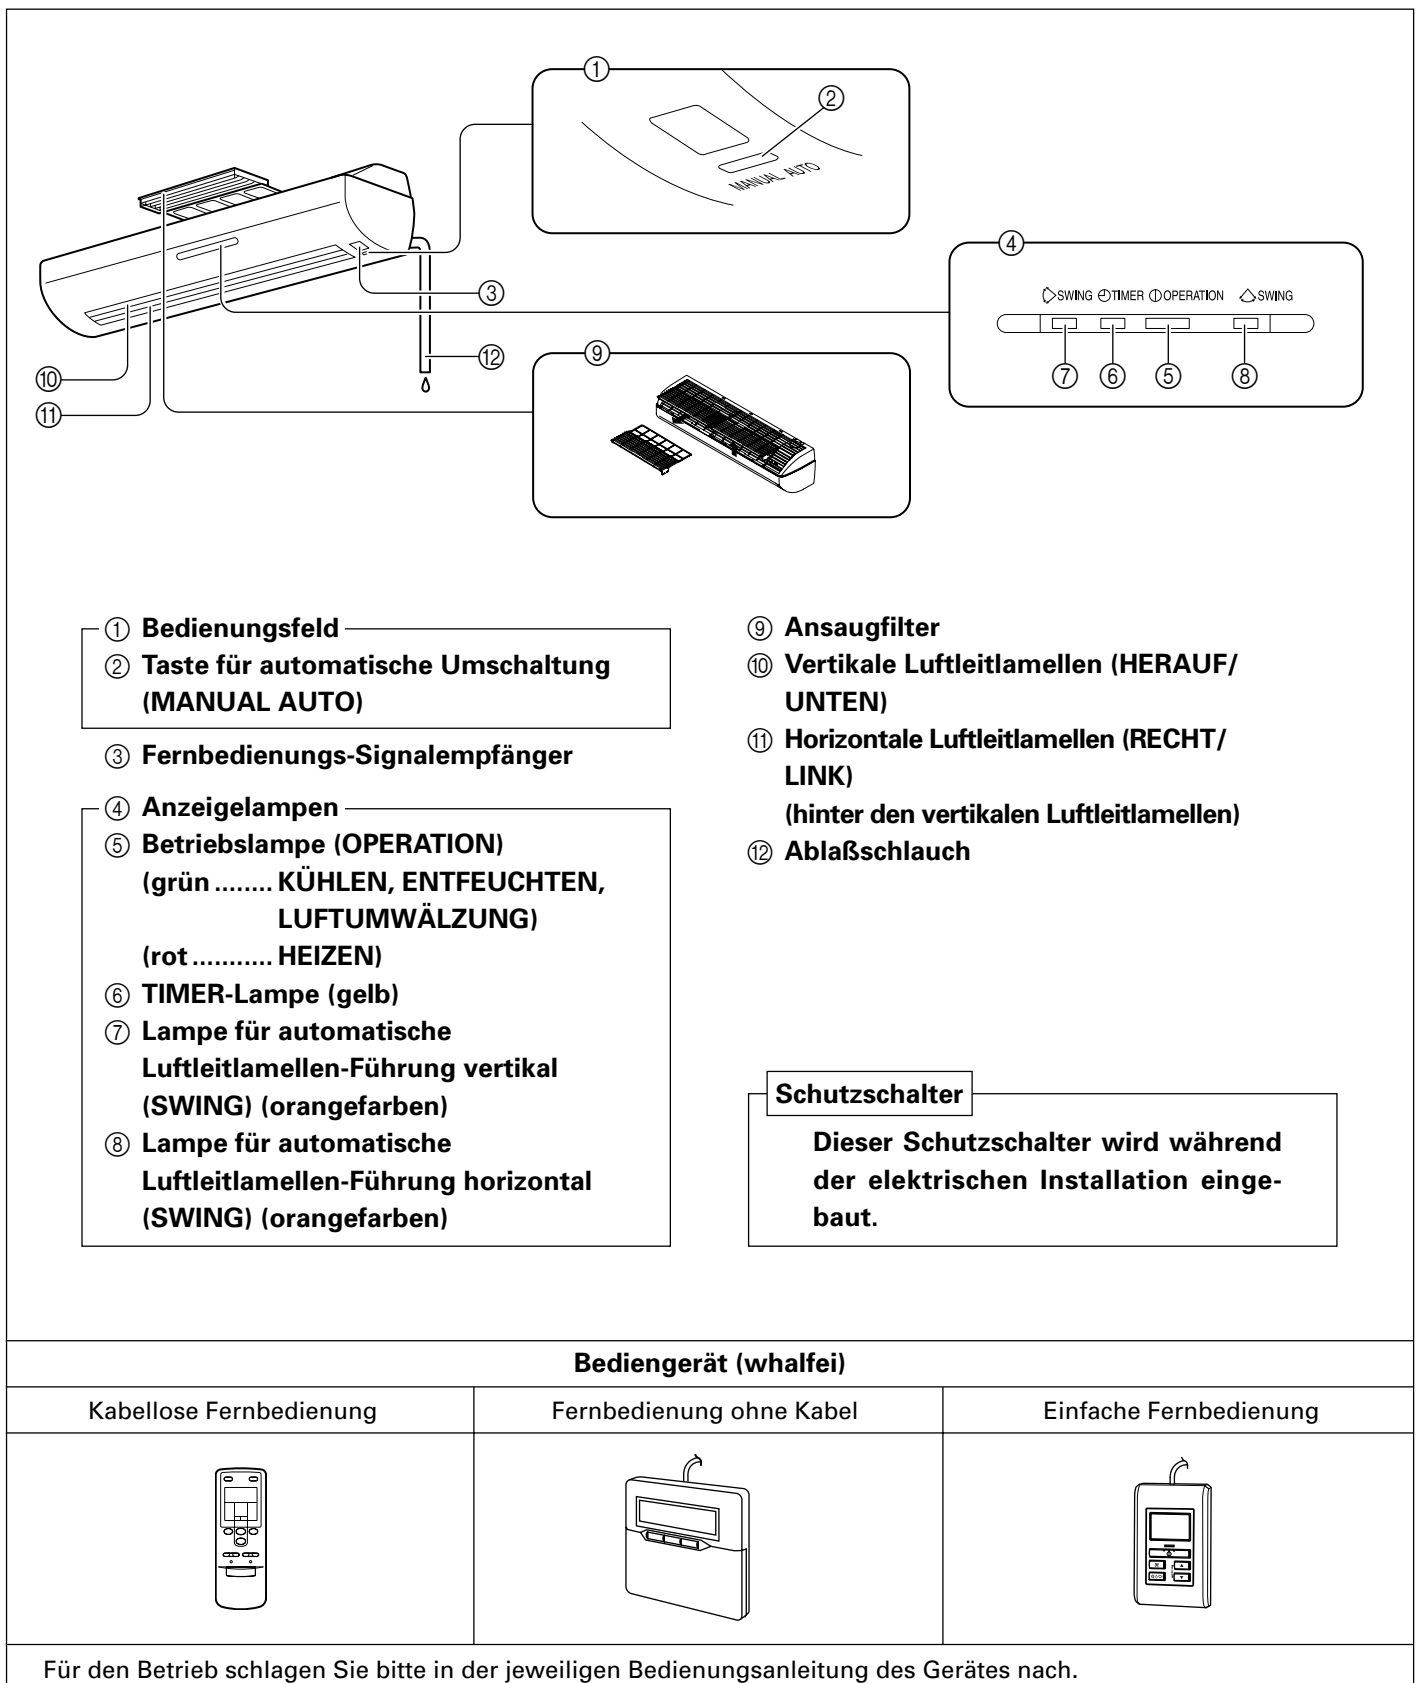 ①
②
MANUAL AUTO
③
④
SWING TIMER OPERATION SWING
⑦ ⑥ ⑤ ⑧
⑨
⑩
⑪
⑫
① Bedienungsfeld
② Taste für automatische Umschaltung
(MANUAL AUTO)
③ Fernbedienungs-Signalempfänger
④ Anzeigelampen
⑤ Betriebslampe (OPERATION)
(grün ........ KÜHLEN, ENTFEUCHTEN,
LUFTUMWÄLZUNG)
(rot ........... HEIZEN)
⑥ TIMER-Lampe (gelb)
⑦ Lampe für automatische
Luftleitlamellen-Führung vertikal
(SWING) (orangefarben)
⑧ Lampe für automatische
Luftleitlamellen-Führung horizontal
(SWING) (orangefarben)
⑨ Ansaugfilter
⑩ Vertikale Luftleitlamellen (HERAUF/
UNTEN)
⑪ Horizontale Luftleitlamellen (RECHT/
LINK)
(hinter den vertikalen Luftleitlamellen)
⑫ Ablaßschlauch
Schutzschalter
Dieser Schutzschalter wird während
der elektrischen Installation einge-
baut.
Bediengerät (whalfei)
Kabellose Fernbedienung
Fernbedienung ohne Kabel
Einfache Fernbedienung
Für den Betrieb schlagen Sie bitte in der jeweiligen Bedienungsanleitung des Gerätes nach.